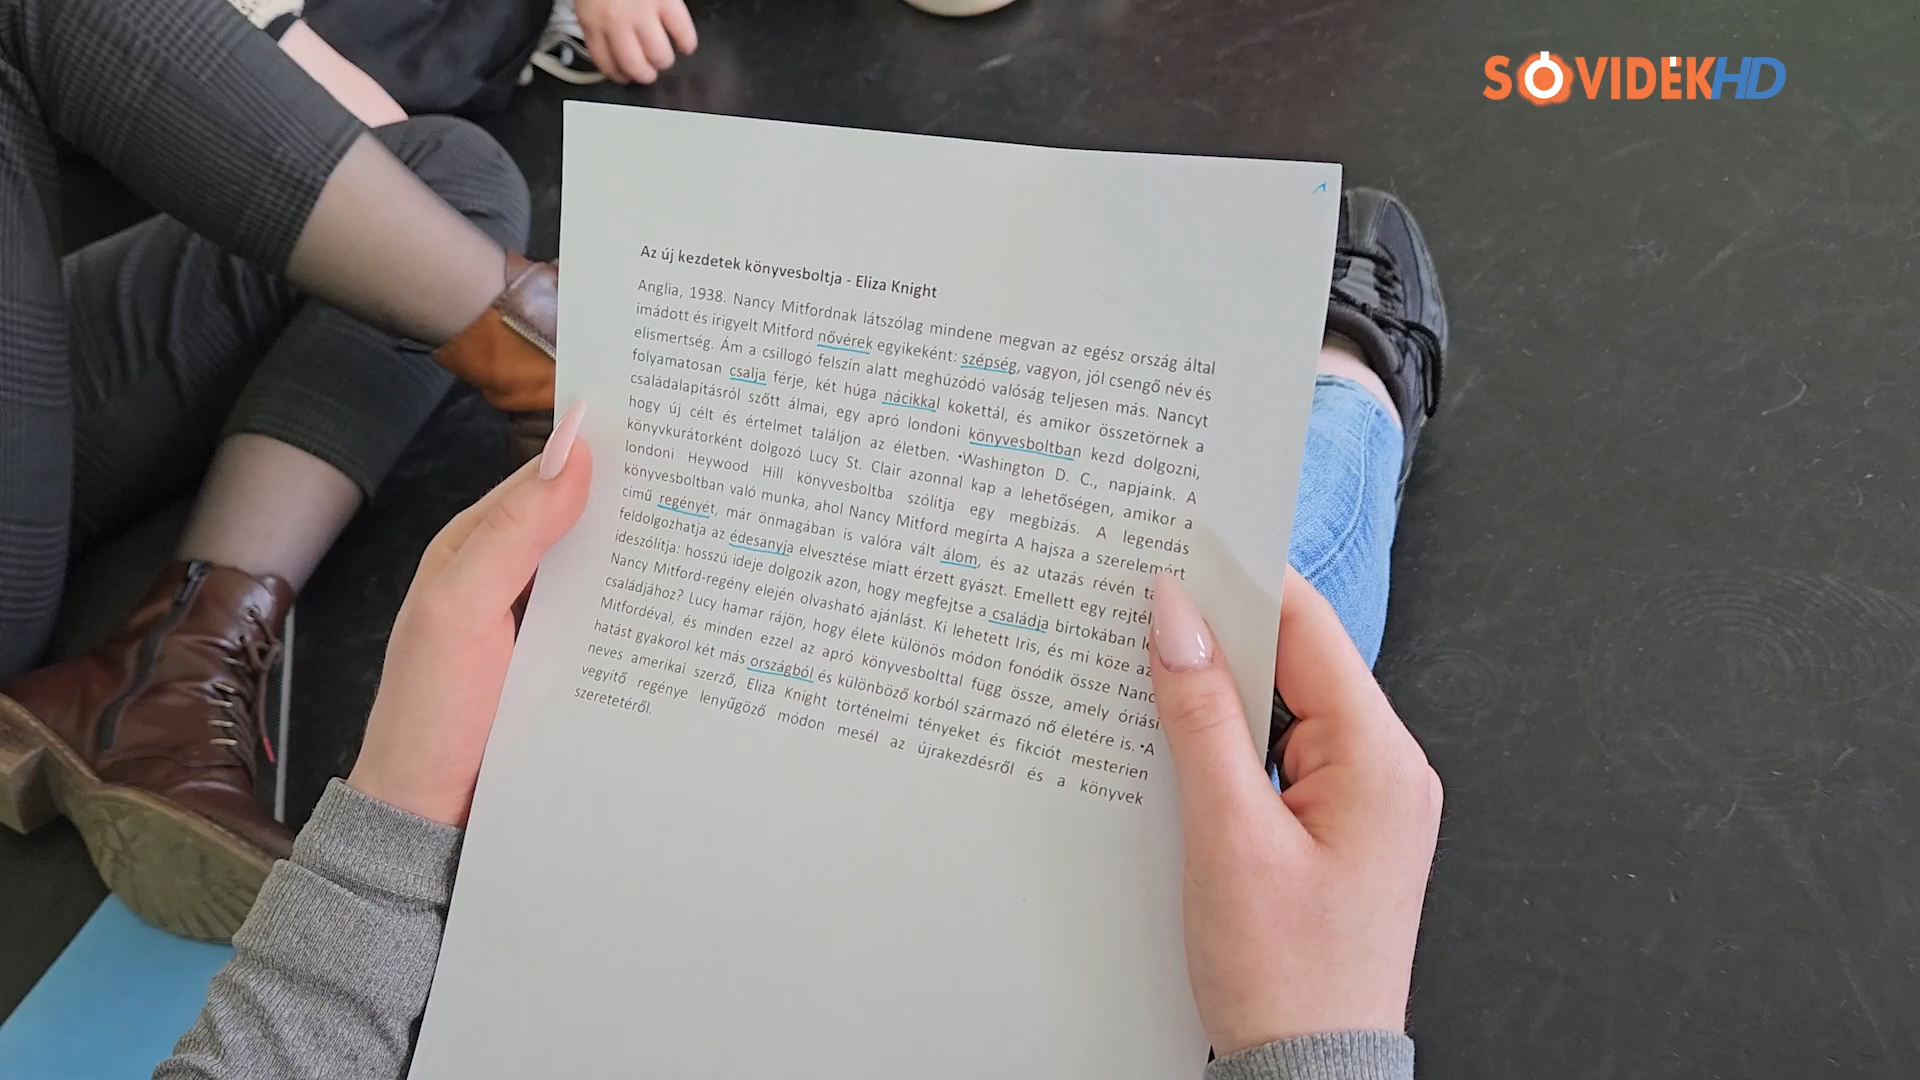 SÓVIDÉKHD
Az új kezdetek könyvesboltja - Eliza Knight
Anglia, 1938. Nancy Mitfordnak látszólag mindene megvan az egész ország által
imádott és irigyelt Mitford nővérek egyikeként: szépség, vagyon, jól csengő név és
elismertség. Ám a csillogó felszín alatt meghúzódó valóság teljesen más. Nancyt
folyamatosan csalja férje, két húga nácikkal kokettál, és amikor összetörnek a
családalapításról szőtt álmai, egy apró londoni könyvesboltban kezd dolgozni,
hogy új célt és értelmet találjon az életben. •Washington D. C., napjaink. A
könyvkurátorként dolgozó Lucy St. Clair azonnal kap a lehetőségen, amikor a
londoni Heywood Hill könyvesboltba szólítja egy megbízás. A legendás
könyvesboltban való munka, ahol Nancy Mitford megírta A hajsza a szerelemért
című regényét, már önmagában is valóra vált álom, és az utazás révén
feldolgozhatja az édesanyja elvesztése miatt érzett gyászt. Emellett egy
ideszólítja: hosszú ideje dolgozik azon, hogy megfejtse a családja birtokában
Nancy Mitford-regény elején olvasható ajánlást. Ki lehetett Iris, és mi köze az
családjához? Lucy hamar rájön, hogy élete különös módon fonódik össze Nanc
Mitfordéval, és minden ezzel az apró könyvesbolttal függ össze, amely óriási
hatást gyakorol két más országból és különböző korból származó nő életére is. •A
neves amerikai szerző, Eliza Knight történelmi tényeket és fikciót mesterien
vegyítő regénye lenyűgöző módon mesél az újrakezdésről és a könyvek
szeretetéről.